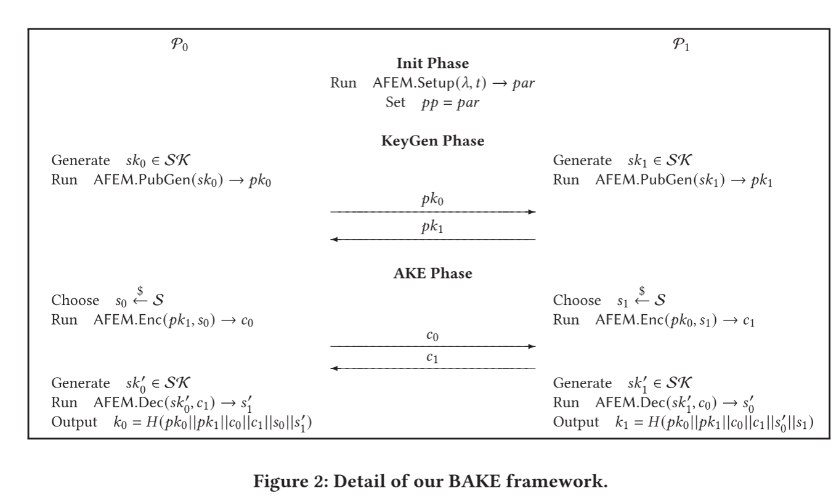 𝒫₀ 𝒫₁
Init Phase
Run AFEM.Setup(λ, t) → par
Set pp = par
KeyGen Phase
Generate sk₀ ∈ 𝒮𝒦 Generate sk₁ ∈ 𝒮𝒦
Run AFEM.PubGen(sk₀) → pk₀ Run AFEM.PubGen(sk₁) → pk₁
pk₀
pk₁
AKE Phase
Choose s₀ ←$ 𝒮 Choose s₁ ←$ 𝒮
Run AFEM.Enc(pk₁, s₀) → c₀ Run AFEM.Enc(pk₀, s₁) → c₁
c₀
c₁
Generate sk′₀ ∈ 𝒮𝒦 Generate sk′₁ ∈ 𝒮𝒦
Run AFEM.Dec(sk′₀, c₁) → s′₁ Run AFEM.Dec(sk′₁, c₀) → s′₀
Output k₀ = H(pk₀||pk₁||c₀||c₁||s₀||s′₁) Output k₁ = H(pk₀||pk₁||c₀||c₁||s′₀||s₁)
Figure 2: Detail of our BAKE framework.